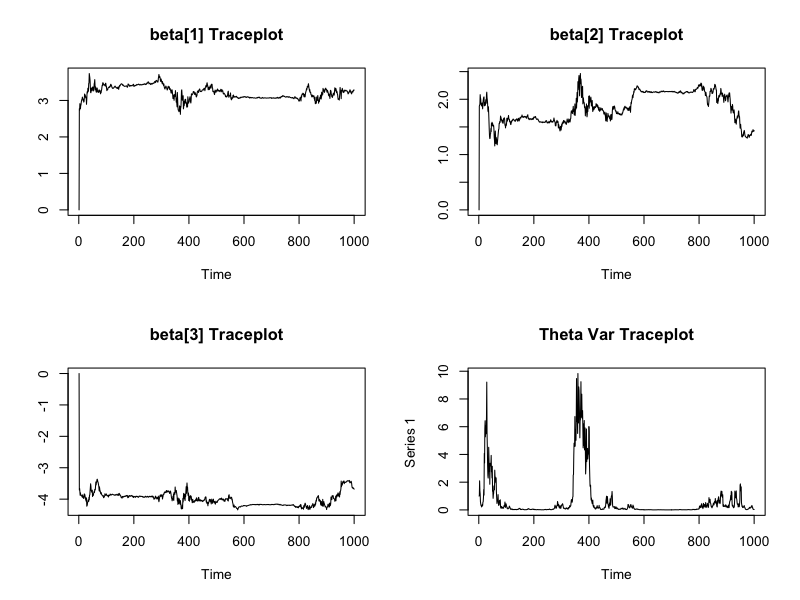 beta[1] Traceplot
3
2
1
0
0 200 400 600 800 1000
Time
beta[2] Traceplot
2.0
1.0
0.0
0 200 400 600 800 1000
Time
beta[3] Traceplot
0
-1
-2
-3
-4
0 200 400 600 800 1000
Time
Theta Var Traceplot
Series 1
10
8
6
4
2
0
0 200 400 600 800 1000
Time